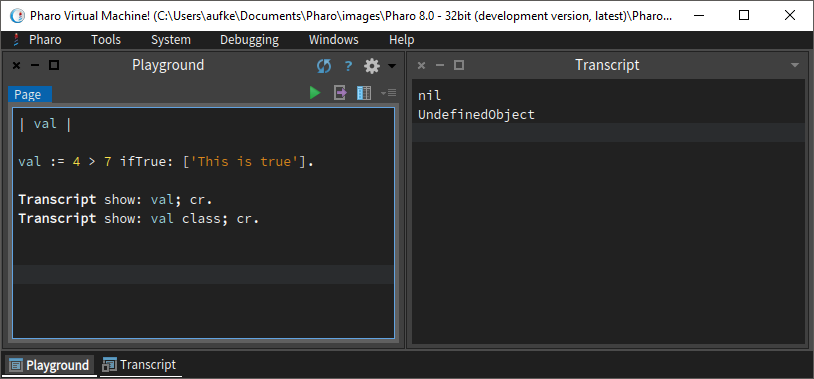 Pharo Virtual Machine! (C:\Users\aufke\Documents\Pharo\images\Pharo 8.0 - 32bit (development version, latest)\Pharo...
Pharo Tools System Debugging Windows Help
Playground
?
Page
| val |
val := 4 > 7 ifTrue: ['This is true'].
Transcript show: val; cr.
Transcript show: val class; cr.
Transcript
nil
UndefinedObject
Playground Transcript